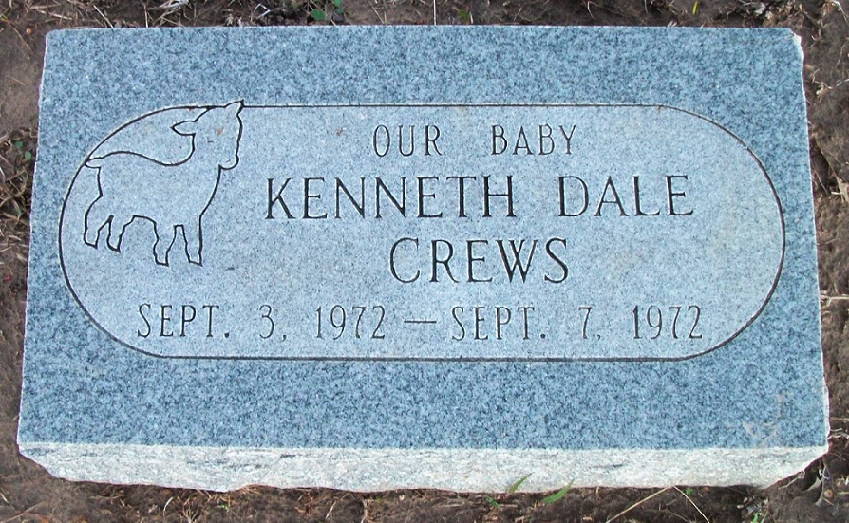 OUR BABY
KENNETH DALE
CREWS
SEPT. 3, 1972 — SEPT. 7, 1972